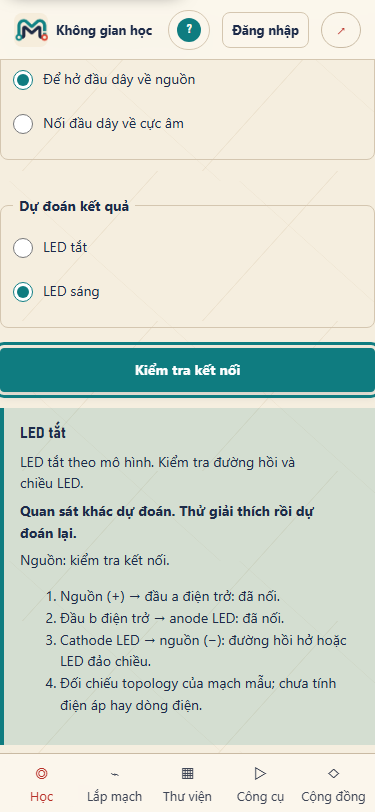 Không gian học
?
Đăng nhập
Để hở đầu dây về nguồn
Nối đầu dây về cực âm
Dự đoán kết quả
LED tắt
LED sáng
Kiểm tra kết nối
LED tắt
LED tắt theo mô hình. Kiểm tra đường hồi và
chiều LED.
Quan sát khác dự đoán. Thử giải thích rồi dự
đoán lại.
Nguồn: kiểm tra kết nối.
1. Nguồn (+) → đầu a điện trở: đã nối.
2. Đầu b điện trở → anode LED: đã nối.
3. Cathode LED → nguồn (−): đường hồi hở hoặc
LED đảo chiều.
4. Đối chiếu topology của mạch mẫu; chưa tính
điện áp hay dòng điện.
Học
Lắp mạch
Thư viện
Công cụ
Cộng đồng